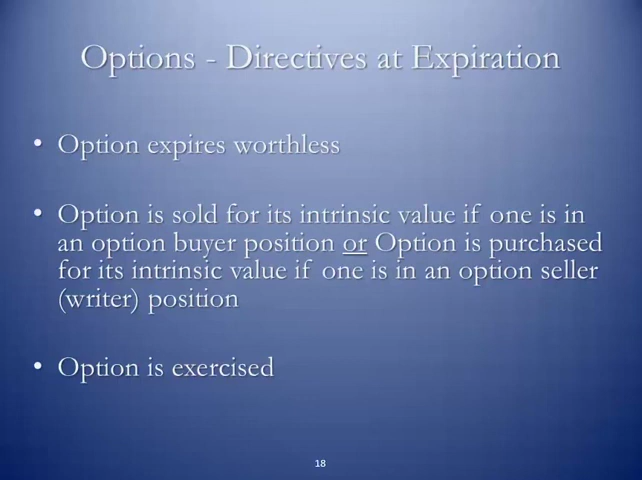 Options - Directives at Expiration
• Option expires worthless
• Option is sold for its intrinsic value if one is in
an option buyer position or Option is purchased
for its intrinsic value if one is in an option seller
(writer) position
• Option is exercised
18